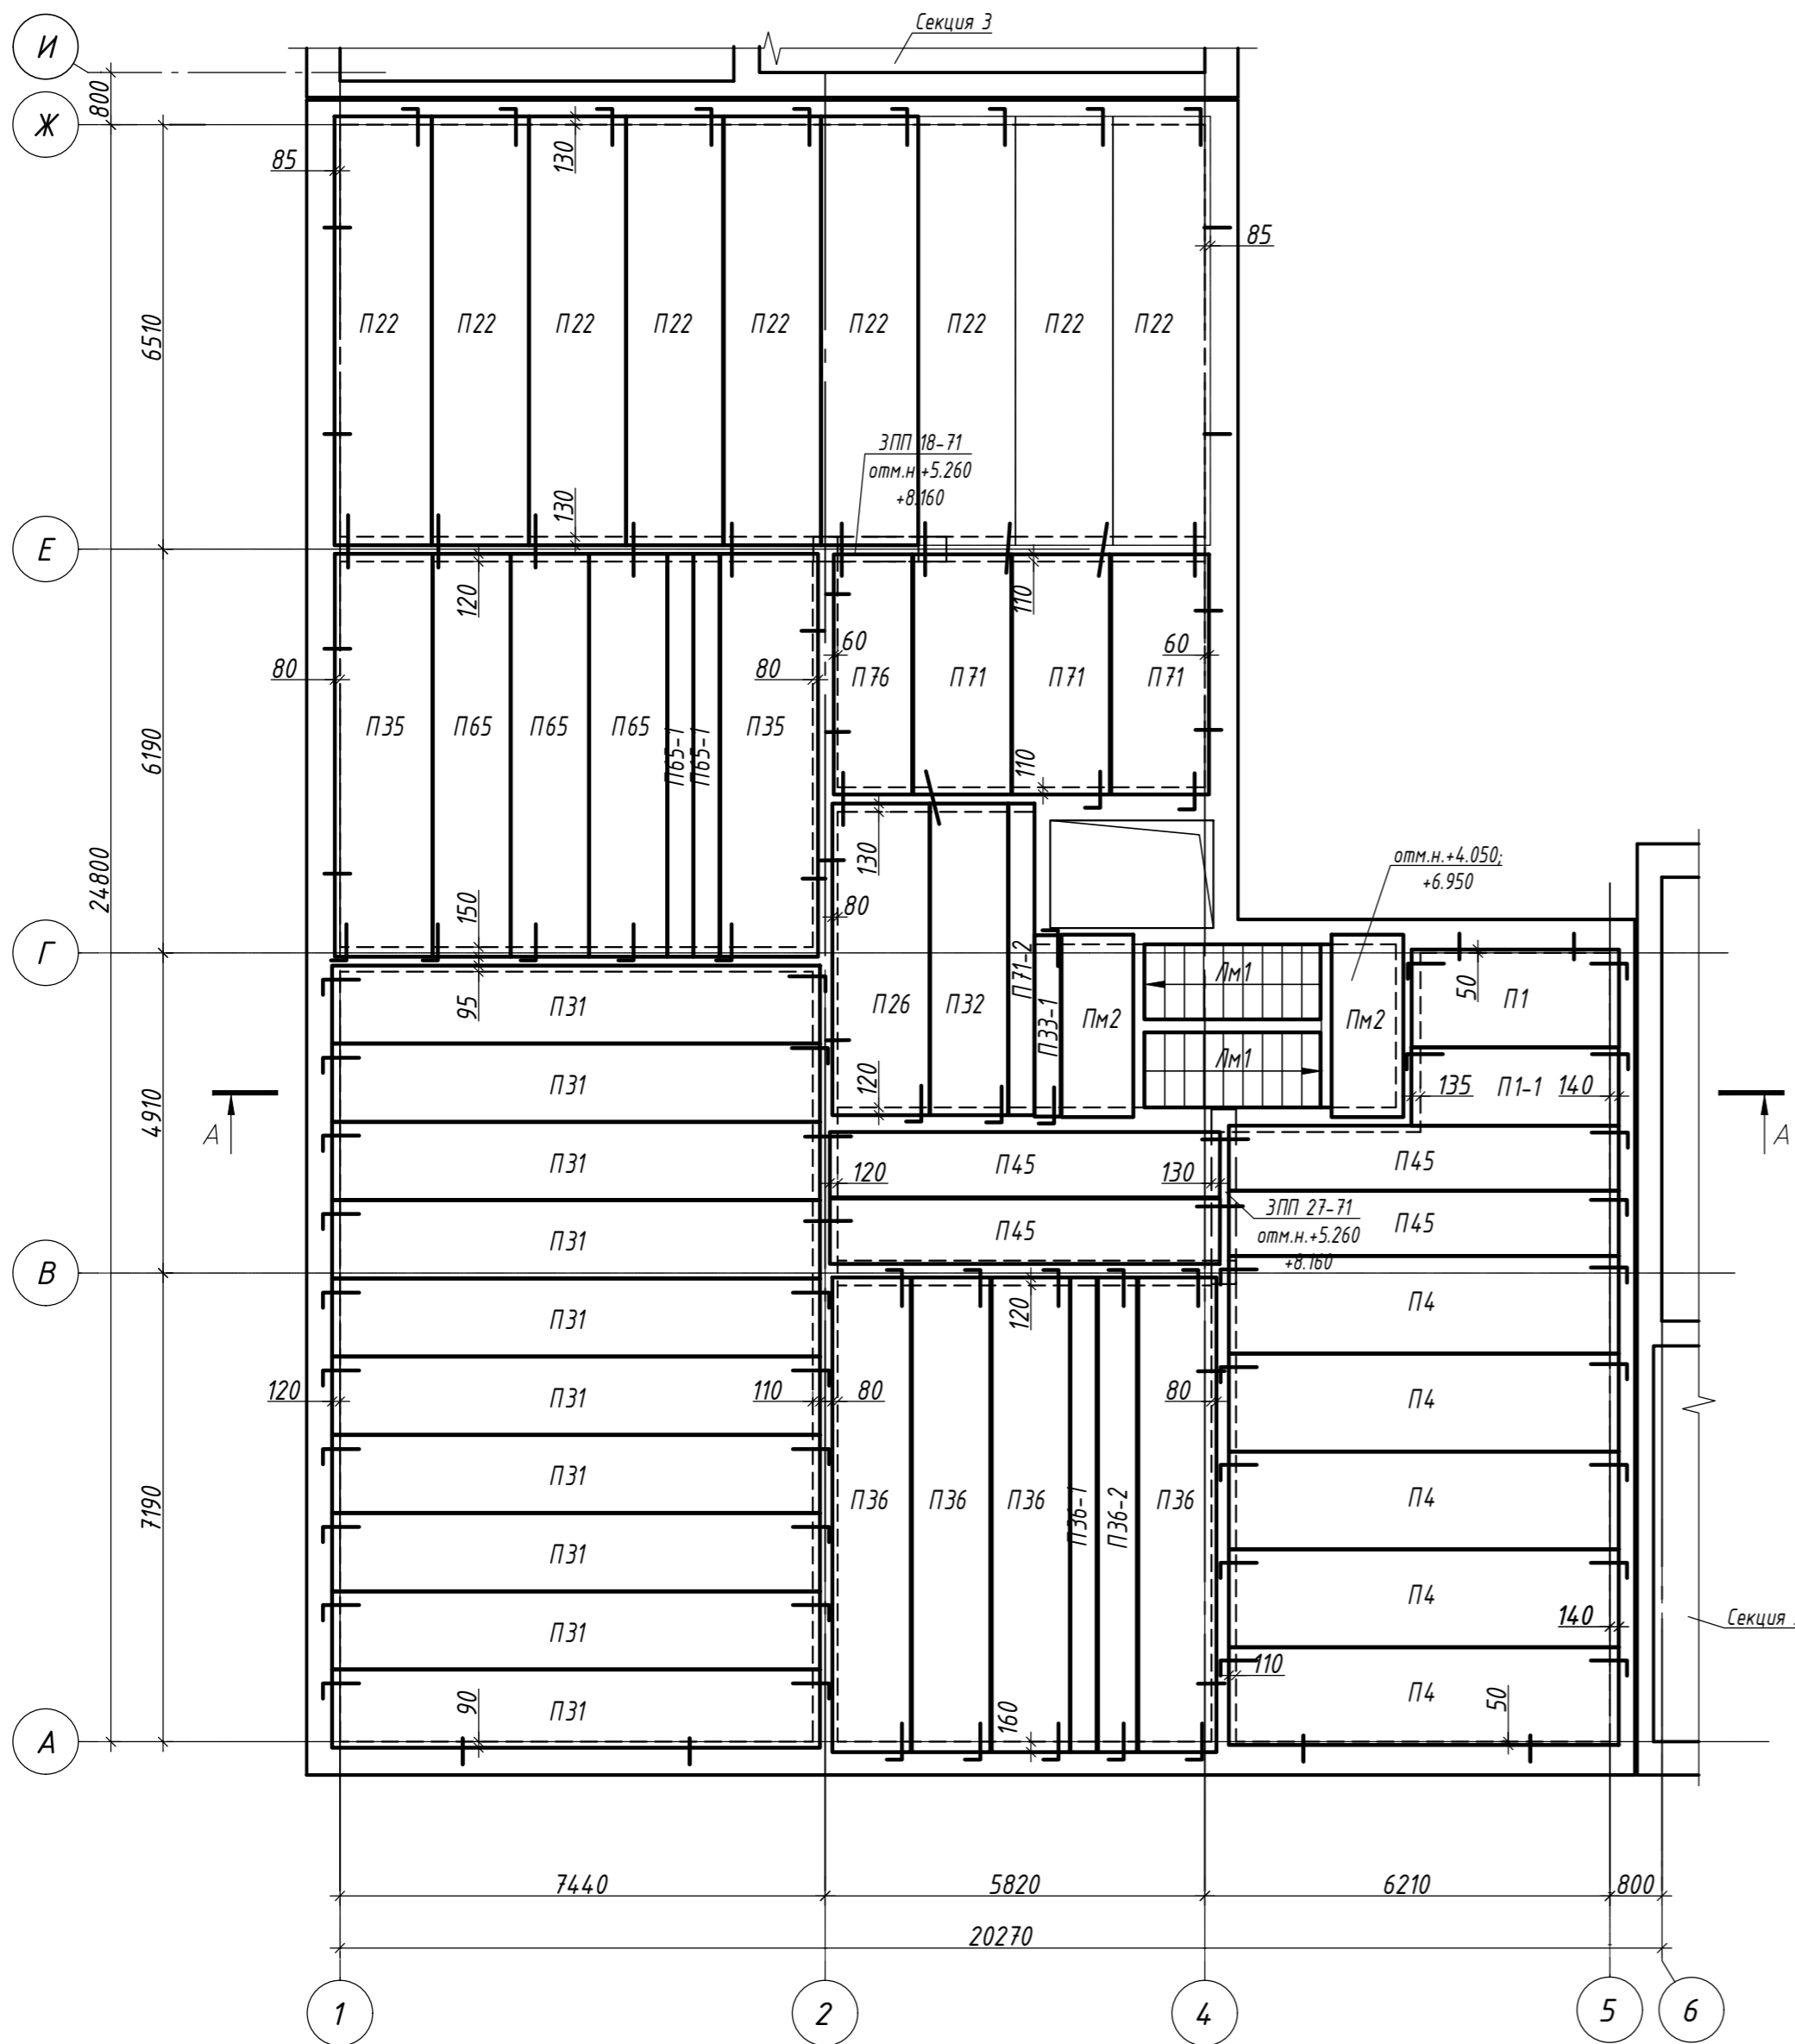 Секция 3
И
800
Ж
130
85
85
6510
П22 П22 П22 П22 П22 П22 П22 П22 П22
ЗПП 18-71
отм.н.+5.260
+8.160
130
Е
120
110
60
60
80
80
П76 П71 П71 П71
6190
П35 П65 П65 П65 П65-1 П65-1 П35
110
24800
130
отм.н.+4.050;
+6.950
150
80
Г
95
П31
П26 П32 П71-2 П33-1 Пм2
Лм1
Пм2
50
П1
П31
Лм1
4910
120
135
П1-1
140
А
А
П31
120
П45
130
П45
ЗПП 27-71
отм.н.+5.260
+8.160
П31
П45
П45
В
П31
120
П4
120
П31
110
80
80
П4
7190
П31
П36 П36 П36 П36-1 П36-2 П36
П4
П31
П31
П4
140
Секция
90
П31
160
110
П4
50
А
7440
5820
6210
800
20270
1
2
4
5
6